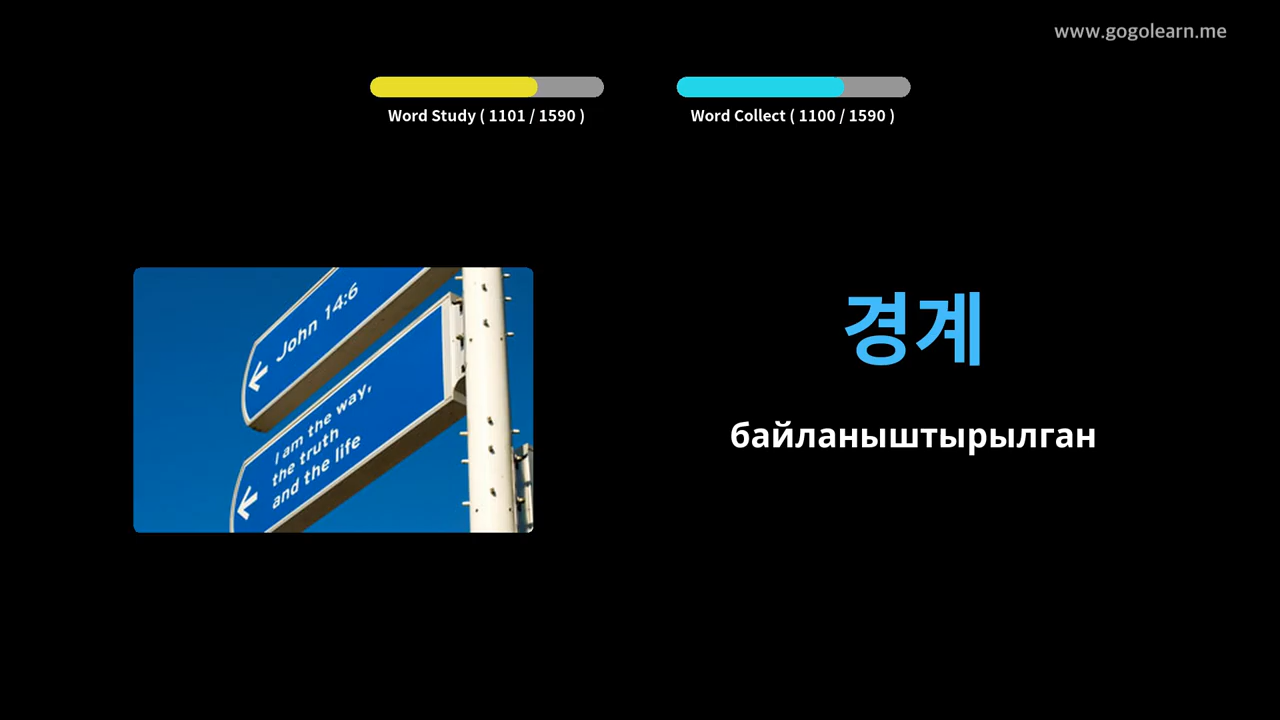 www.gogolearn.me
Word Study ( 1101 / 1590 )
Word Collect ( 1100 / 1590 )
John 14:6
I am the way,
the truth
and the life
경계
байланыштырылган